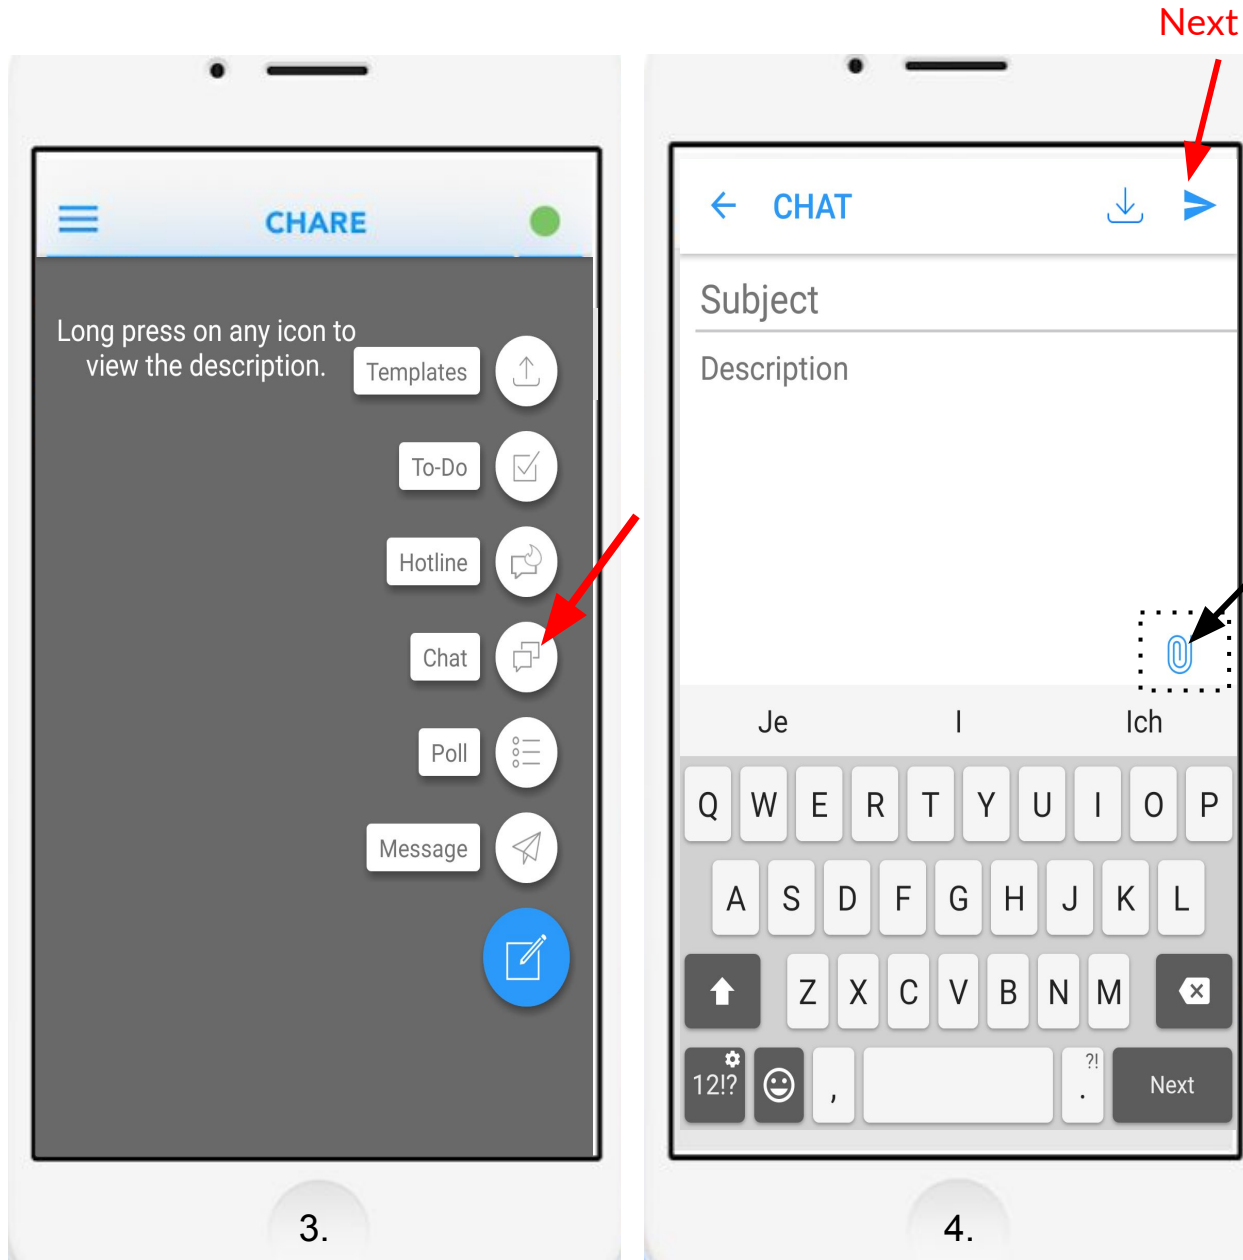 Next
CHARE
Long press on any icon to
view the description.
Templates
To-Do
Hotline
Chat
Poll
Message
3.
CHAT
Subject
Description
Je I Ich
Q W E R T Y U I O P
A S D F G H J K L
Z X C V B N M
12!? , ?! . Next
4.